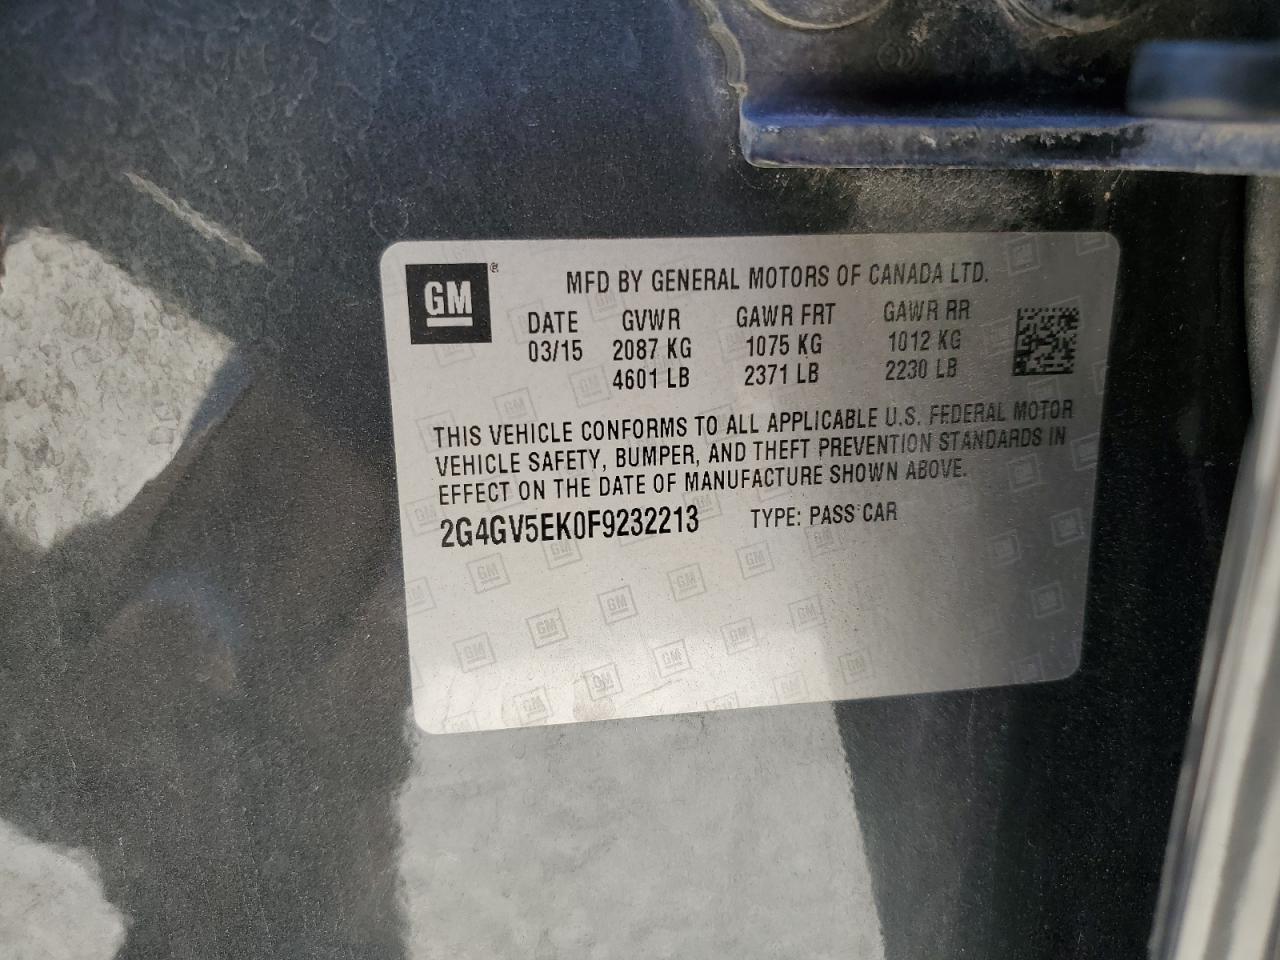 GM ®
MFD BY GENERAL MOTORS OF CANADA LTD.
DATE GVWR GAWR FRT GAWR RR
03/15 2087 KG 1075 KG 1012 KG
4601 LB 2371 LB 2230 LB
THIS VEHICLE CONFORMS TO ALL APPLICABLE U.S. FEDERAL MOTOR
VEHICLE SAFETY, BUMPER, AND THEFT PREVENTION STANDARDS IN
EFFECT ON THE DATE OF MANUFACTURE SHOWN ABOVE.
2G4GV5EK0F9232213 TYPE: PASS CAR